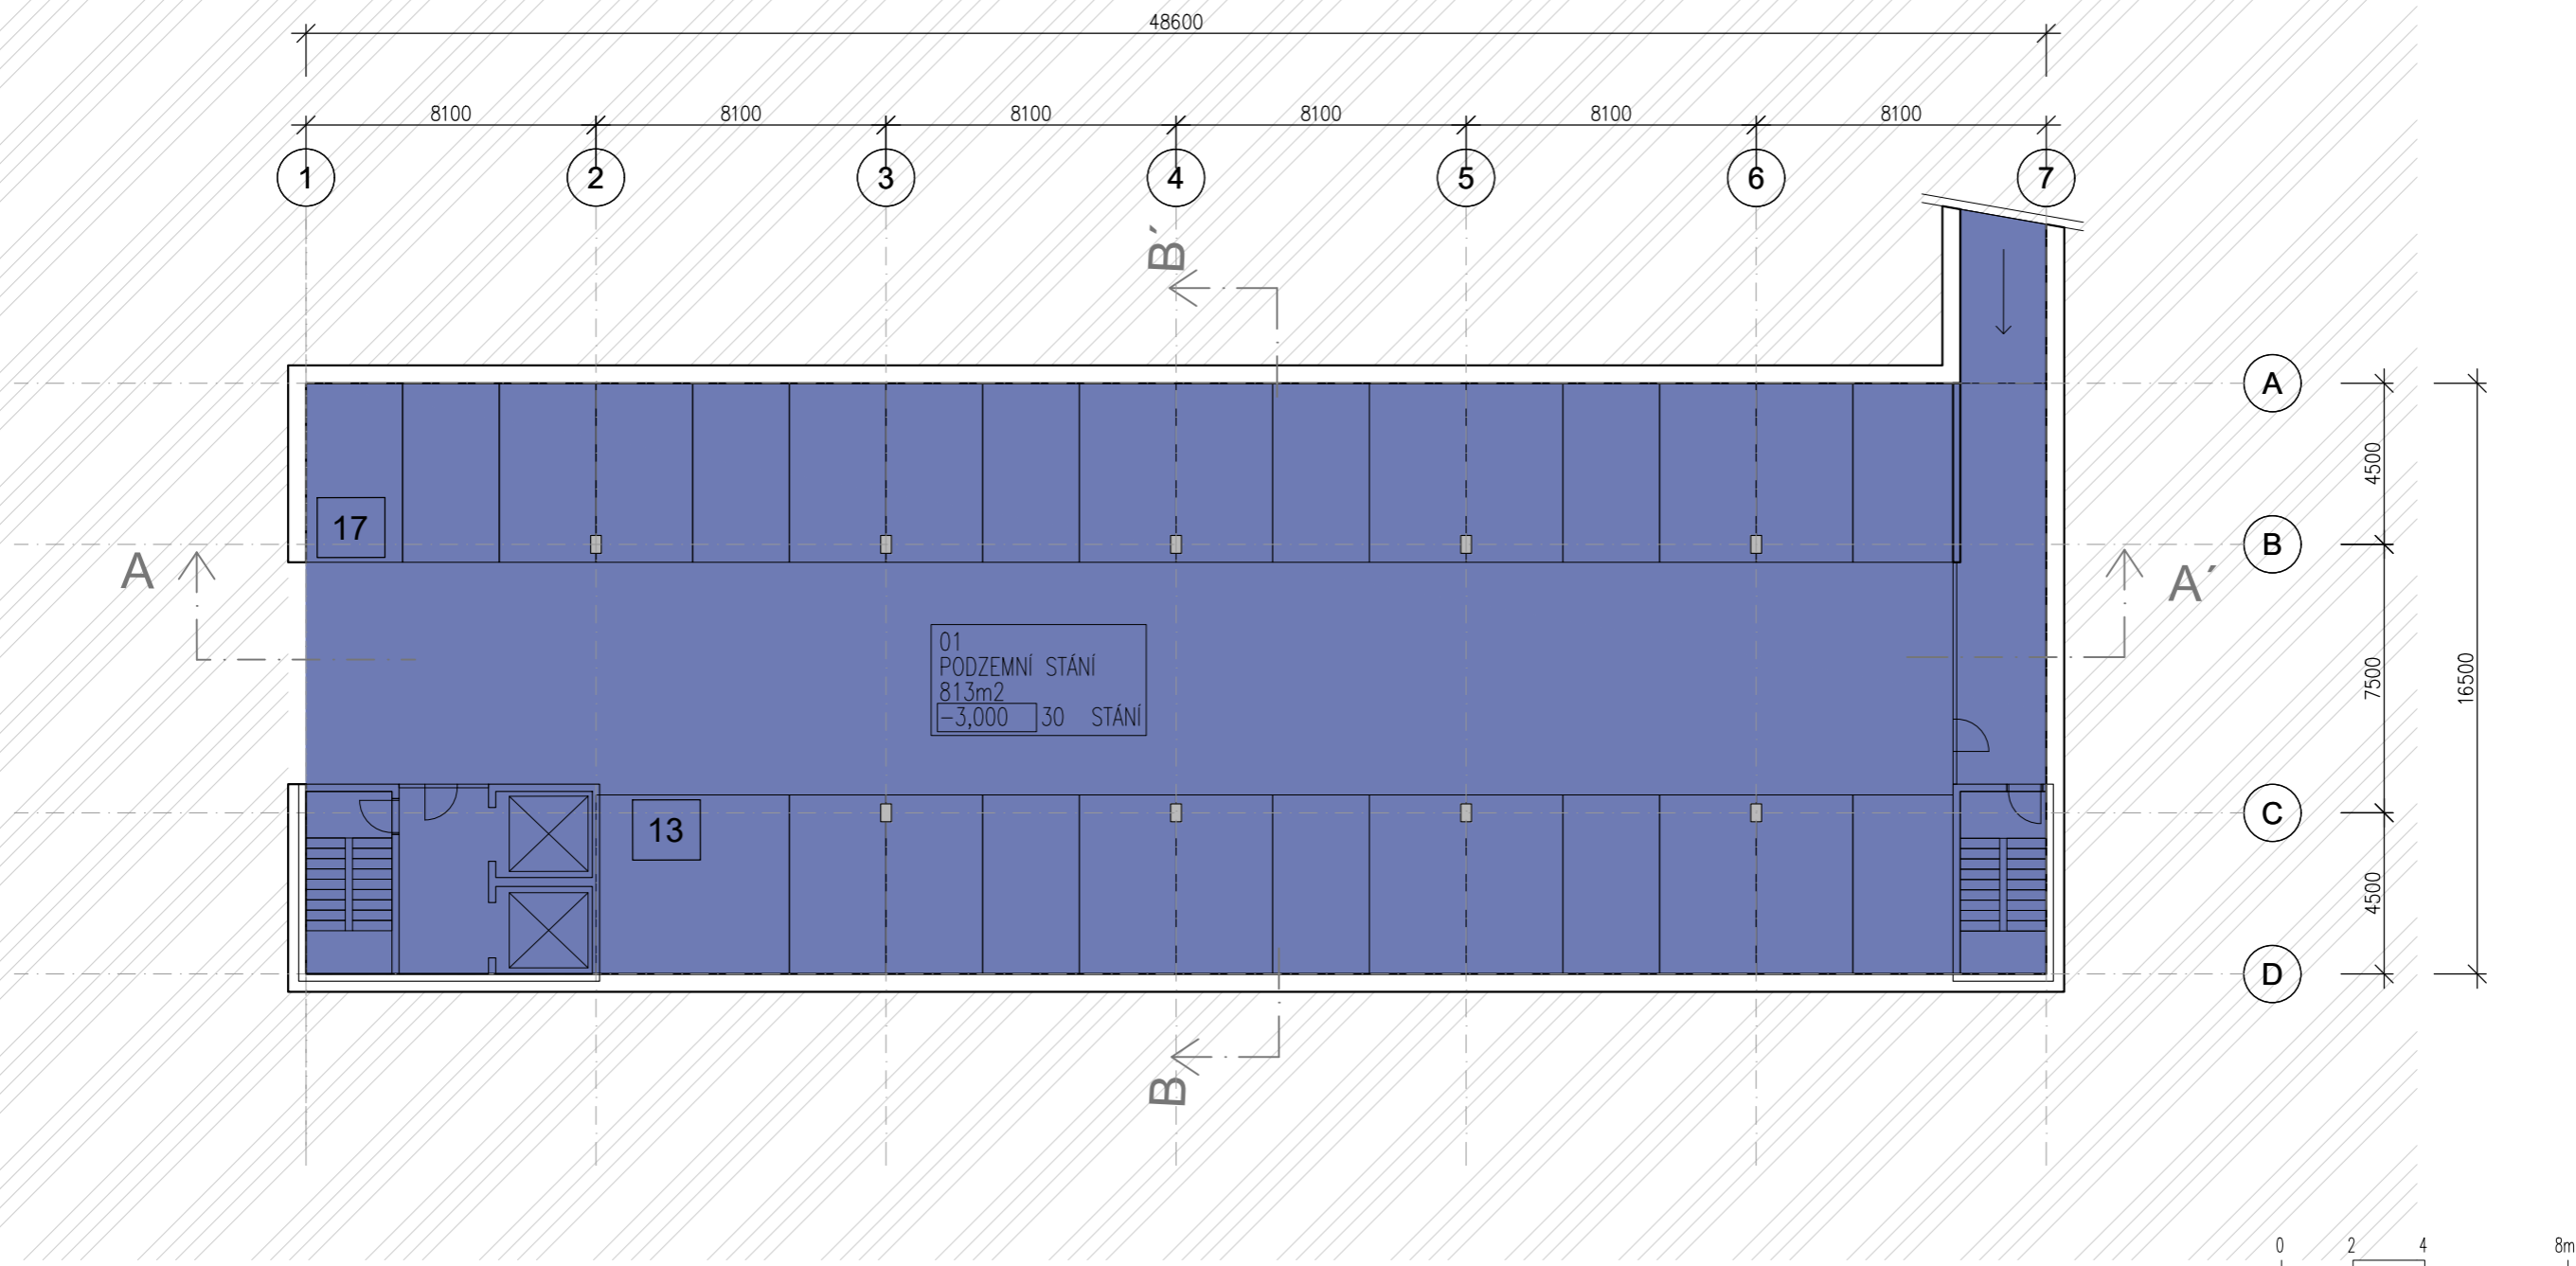 48600
8100 8100 8100 8100 8100 8100
1 2 3 4 5 6 7
B´
A
4500
17
B
A A´
01
PODZEMNÍ STÁNÍ
813m2
-3,000 30 STÁNÍ
7500
16500
13
C
4500
D
B
0 2 4 8m